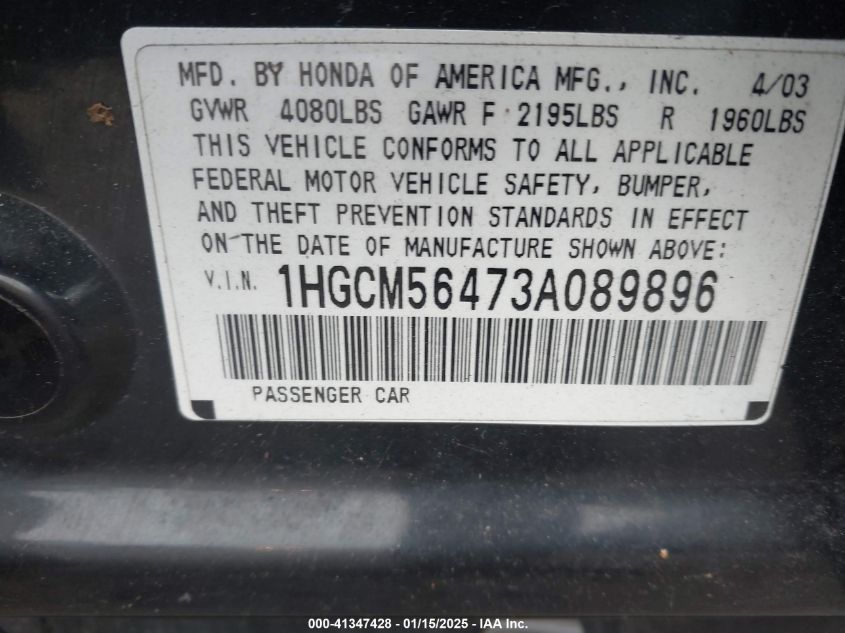 MFD. BY HONDA OF AMERICA MFG., INC. 4/03
GVWR 4080LBS GAWR F 2195LBS R 1960LBS
THIS VEHICLE CONFORMS TO ALL APPLICABLE
FEDERAL MOTOR VEHICLE SAFETY, BUMPER,
AND THEFT PREVENTION STANDARDS IN EFFECT
ON THE DATE OF MANUFACTURE SHOWN ABOVE:
V.I.N. 1HGCM56473A089896
PASSENGER CAR
000-41347428 - 01/15/2025 - IAA Inc.